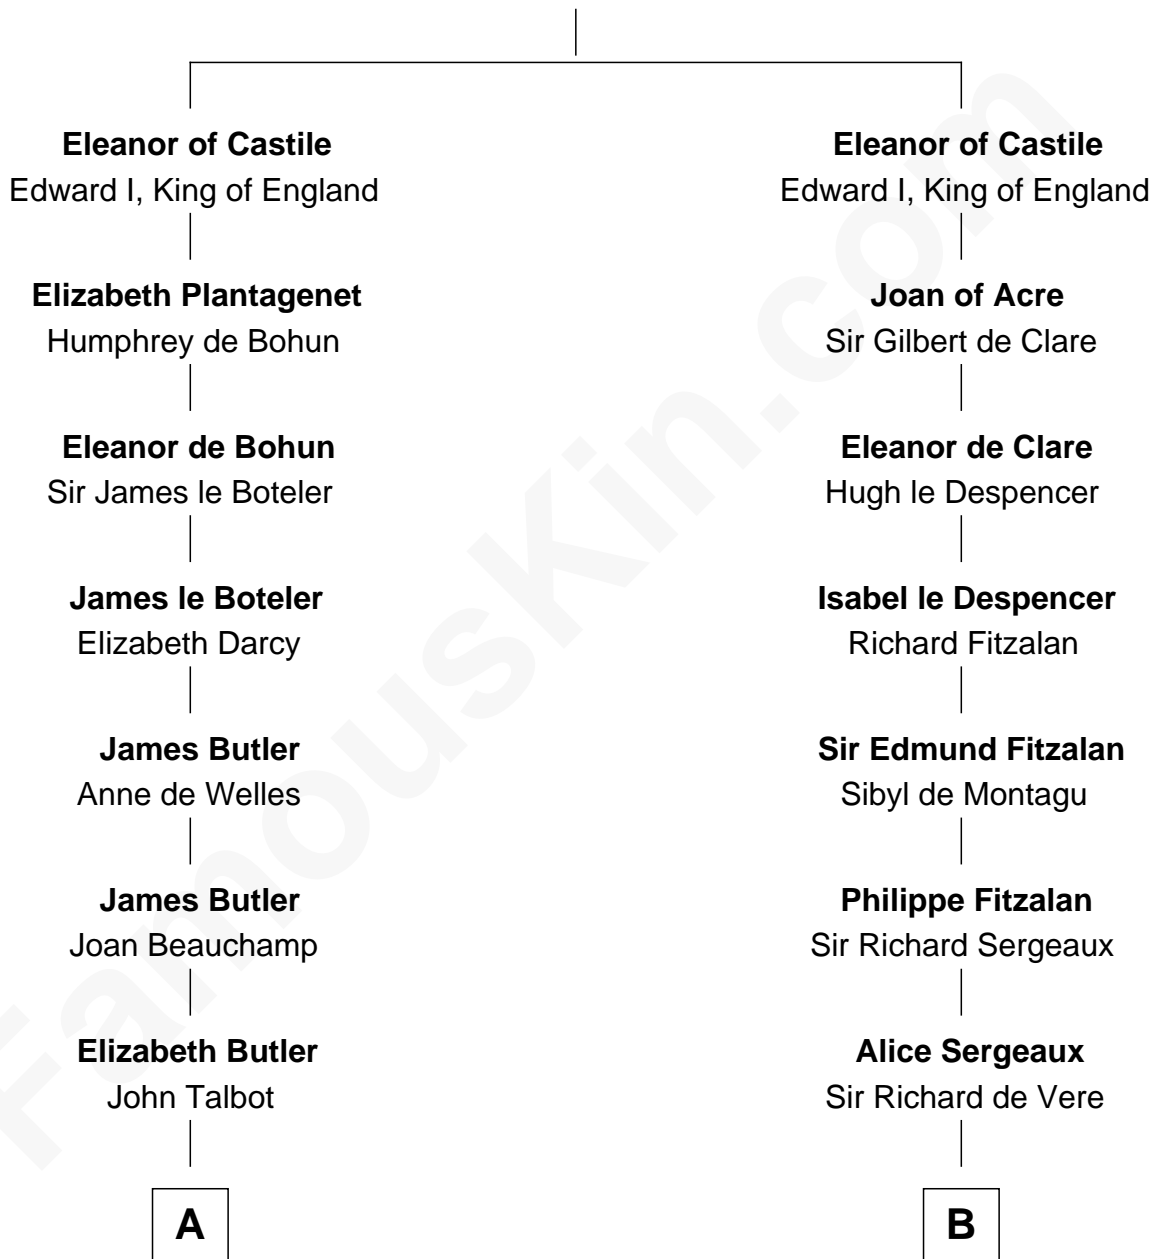 Eleanor of Castile
Edward I, King of England
Elizabeth Plantagenet
Humphrey de Bohun
Eleanor de Bohun
Sir James le Boteler
James le Boteler
Elizabeth Darcy
James Butler
Anne de Welles
James Butler
Joan Beauchamp
Elizabeth Butler
John Talbot
A
Eleanor of Castile
Edward I, King of England
Joan of Acre
Sir Gilbert de Clare
Eleanor de Clare
Hugh le Despencer
Isabel le Despencer
Richard Fitzalan
Sir Edmund Fitzalan
Sibyl de Montagu
Philippe Fitzalan
Sir Richard Sergeaux
Alice Sergeaux
Sir Richard de Vere
B
FamousKin.com